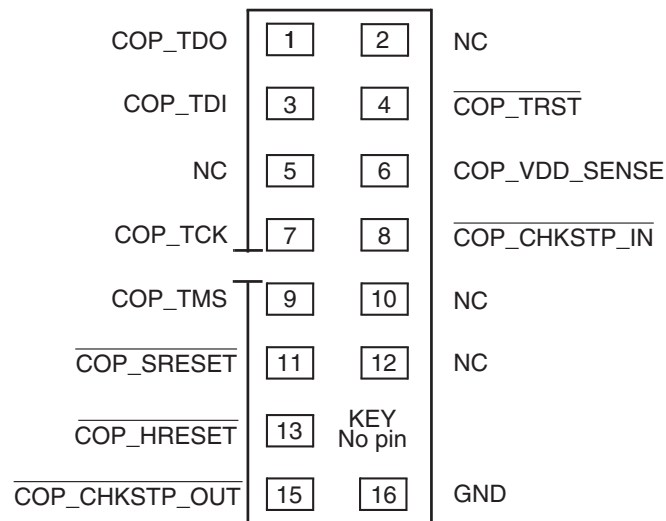 COP_TDO 1 2 NC
COP_TDI 3 4 COP_TRST
NC 5 6 COP_VDD_SENSE
COP_TCK 7 8 COP_CHKSTP_IN
COP_TMS 9 10 NC
COP_SRESET 11 12 NC
COP_HRESET 13 KEY
No pin
COP_CHKSTP_OUT 15 16 GND